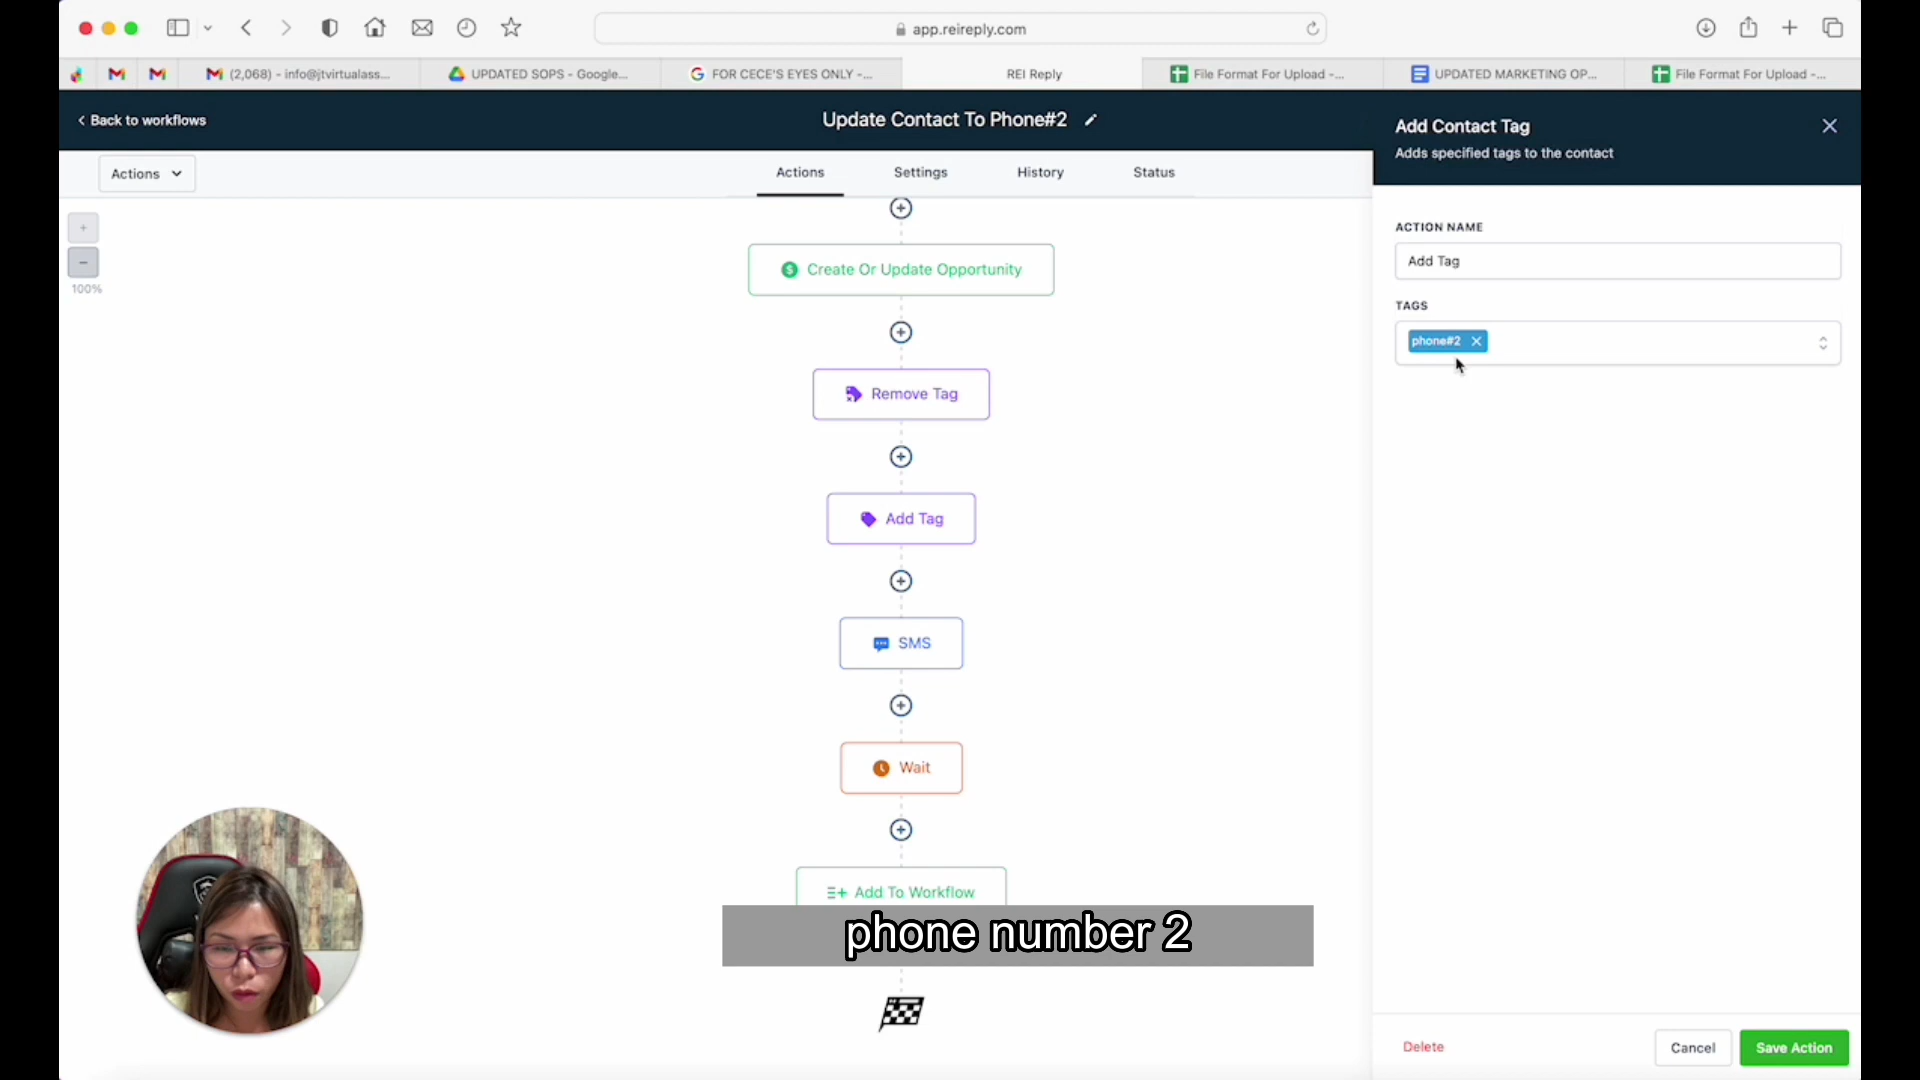 app.reireply.com
(2,068) - info@jtvirtualass...
UPDATED SOPS - Google...
FOR CECE'S EYES ONLY -...
REI Reply
File Format For Upload -...
UPDATED MARKETING OP...
File Format For Upload -...
Back to workflows
Update Contact To Phone#2
Add Contact Tag
Adds specified tags to the contact
Actions
Actions
Settings
History
Status
+
−
100%
ACTION NAME
Add Tag
TAGS
phone#2
Create Or Update Opportunity
Remove Tag
Add Tag
SMS
Wait
Add To Workflow
phone number 2
Delete
Cancel
Save Action